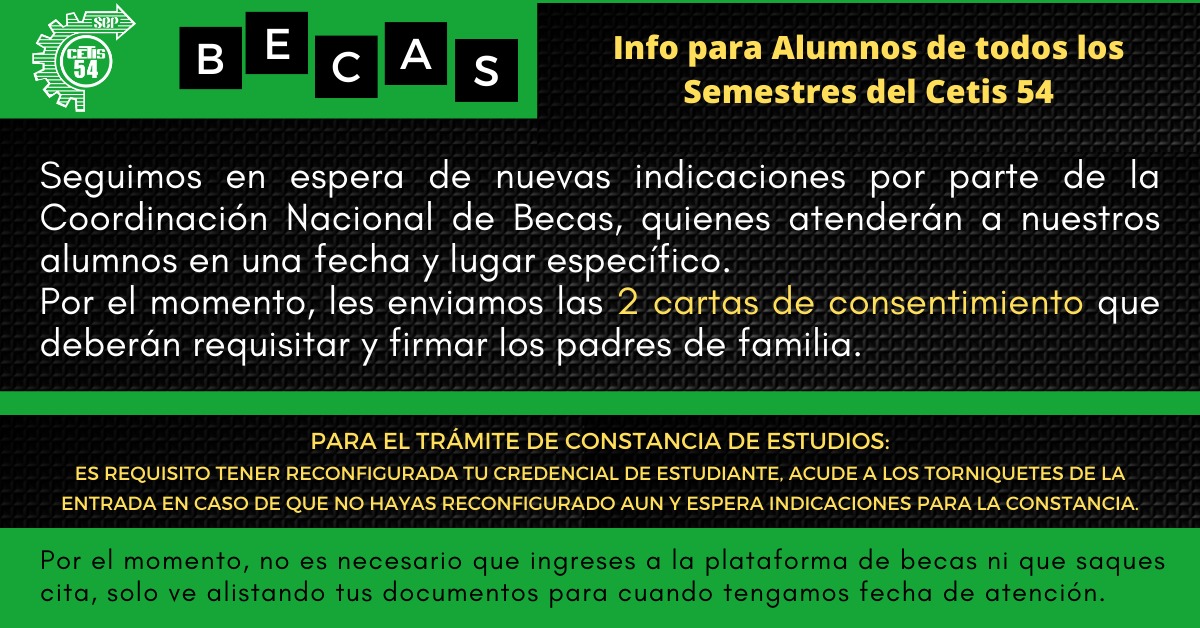 SEP
CETIS
54
BECAS
Info para Alumnos de todos los
Semestres del Cetis 54
Seguimos en espera de nuevas indicaciones por parte de la
Coordinación Nacional de Becas, quienes atenderán a nuestros
alumnos en una fecha y lugar específico.
Por el momento, les enviamos las 2 cartas de consentimiento que
deberán requisitar y firmar los padres de familia.
PARA EL TRÁMITE DE CONSTANCIA DE ESTUDIOS:
ES REQUISITO TENER RECONFIGURADA TU CREDENCIAL DE ESTUDIANTE, ACUDE A LOS TORNIQUETES DE LA
ENTRADA EN CASO DE QUE NO HAYAS RECONFIGURADO AUN Y ESPERA INDICACIONES PARA LA CONSTANCIA.
Por el momento, no es necesario que ingreses a la plataforma de becas ni que saques
cita, solo ve alistando tus documentos para cuando tengamos fecha de atención.